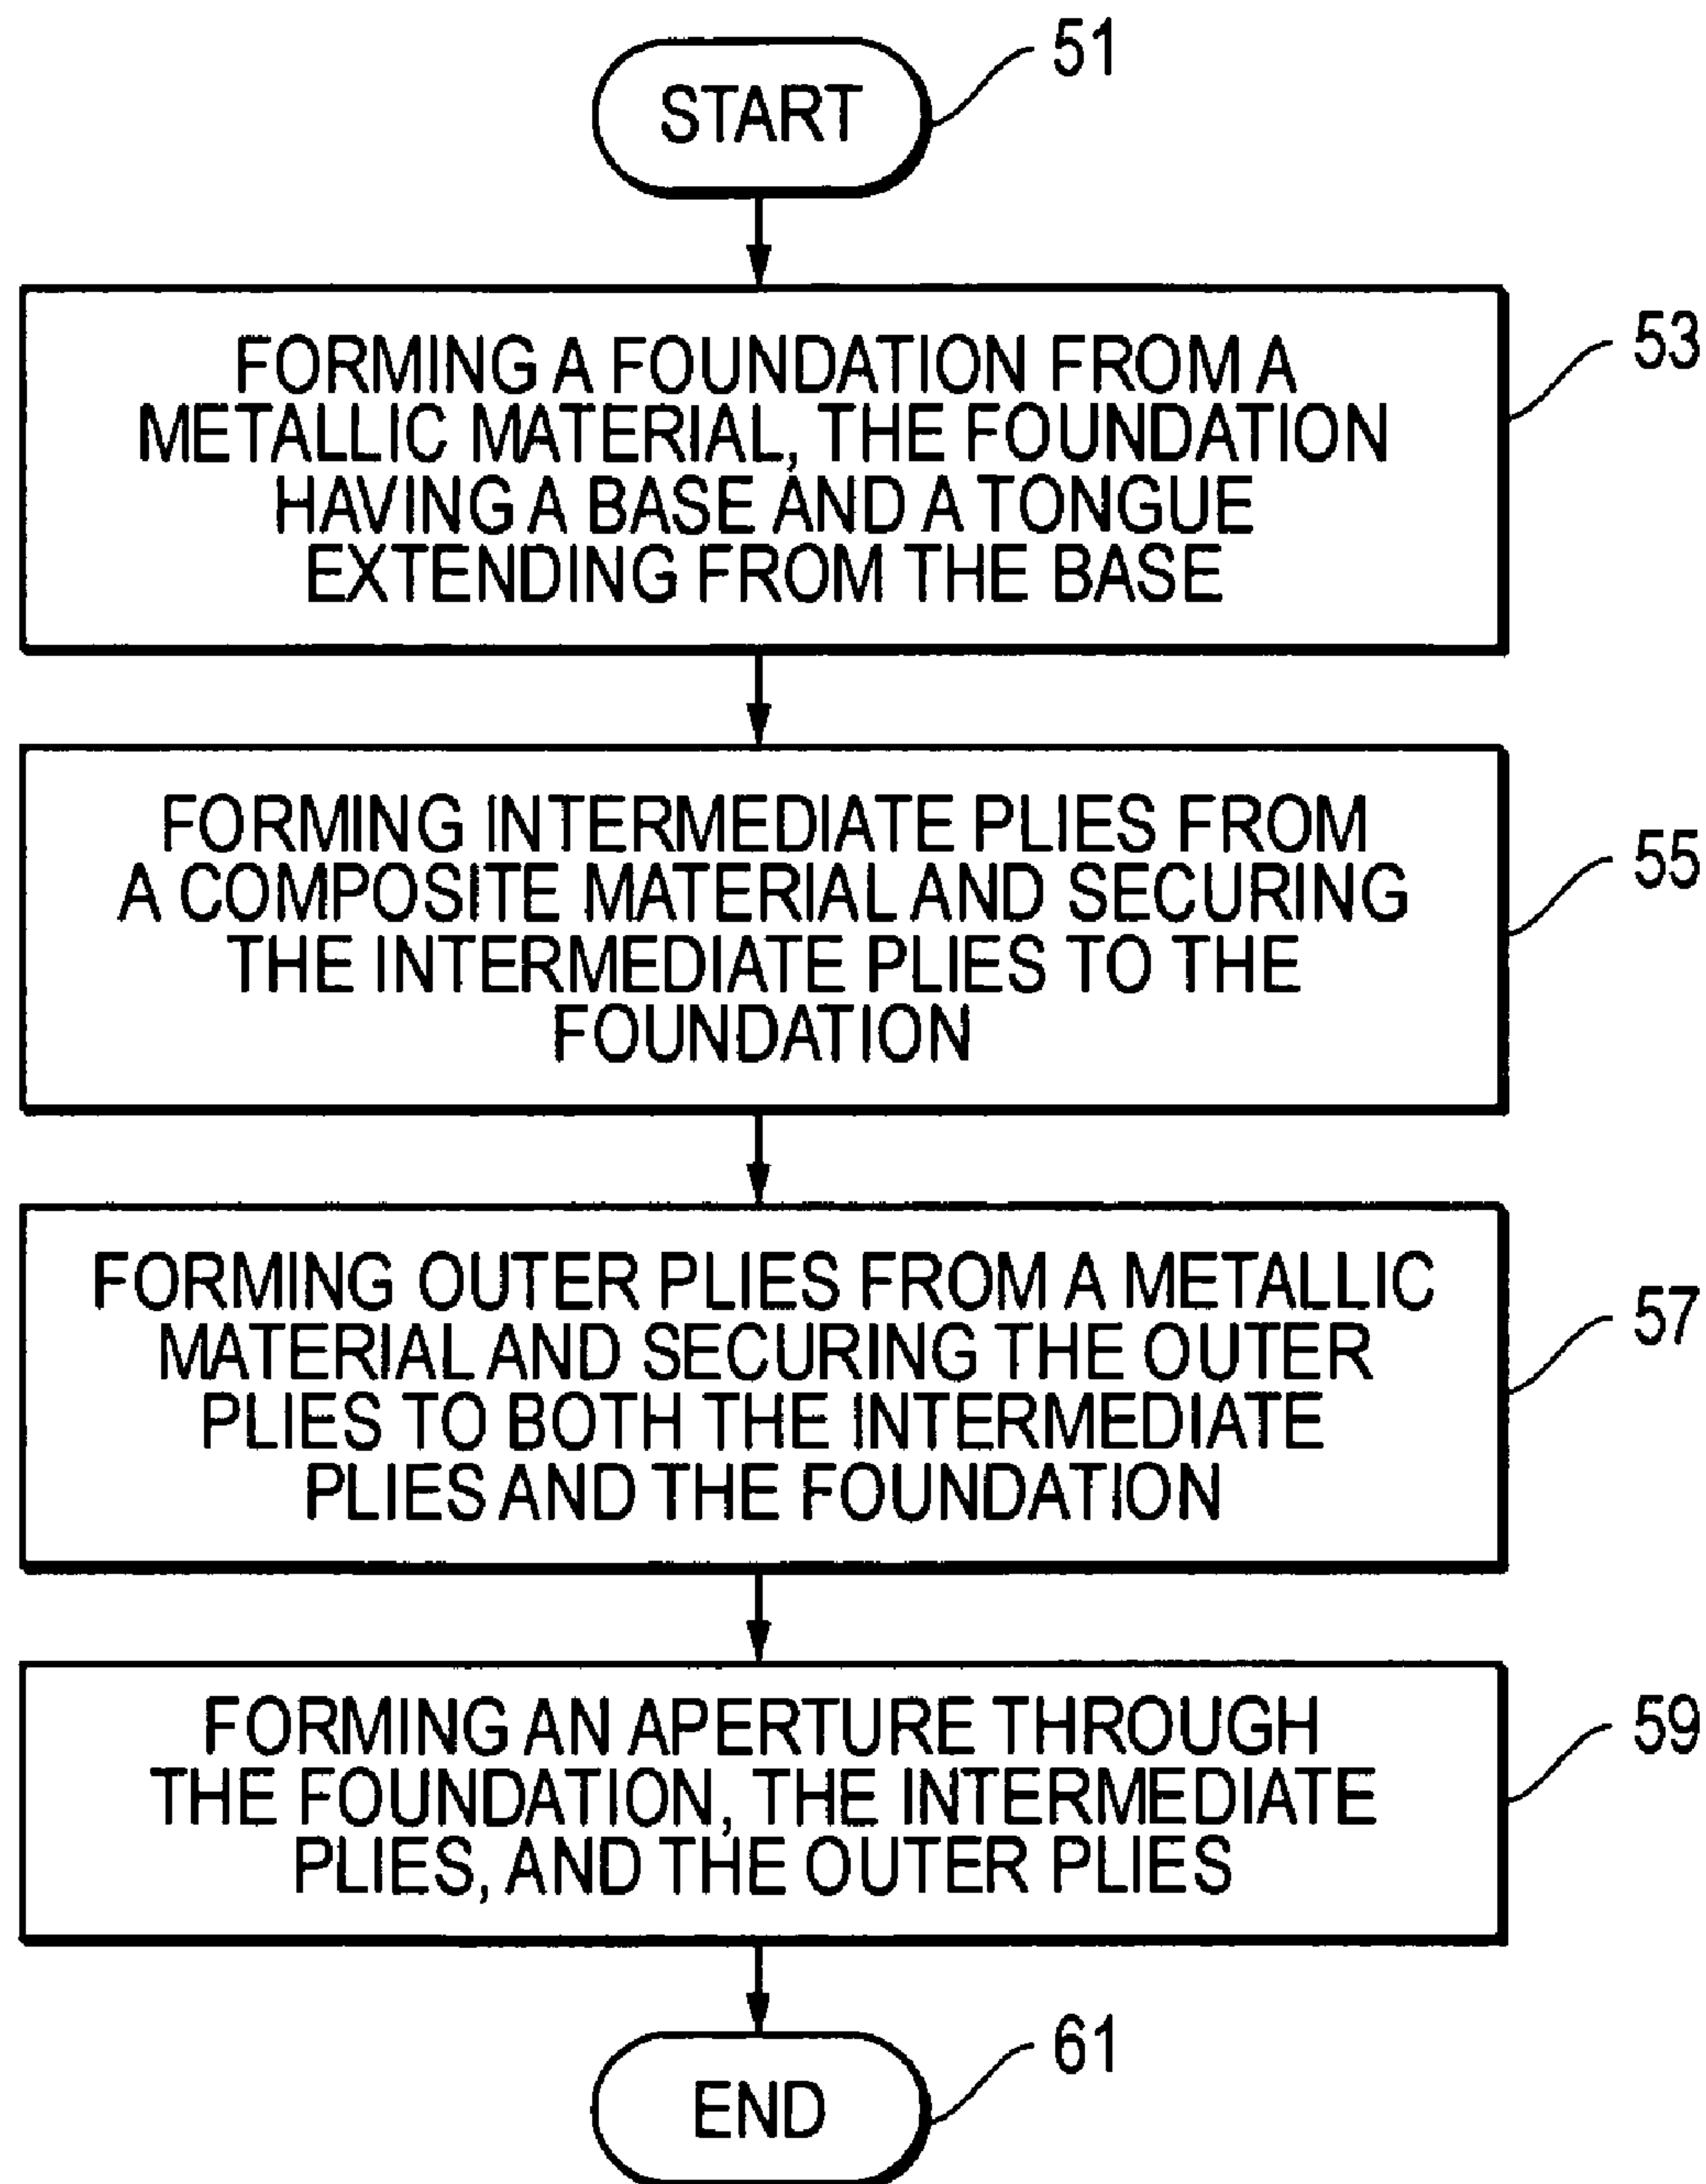 START
51
FORMING A FOUNDATION FROM A
METALLIC MATERIAL, THE FOUNDATION
HAVING A BASE AND A TONGUE
EXTENDING FROM THE BASE
53
FORMING INTERMEDIATE PLIES FROM
A COMPOSITE MATERIAL AND SECURING
THE INTERMEDIATE PLIES TO THE
FOUNDATION
55
FORMING OUTER PLIES FROM A METALLIC
MATERIAL AND SECURING THE OUTER
PLIES TO BOTH THE INTERMEDIATE
PLIES AND THE FOUNDATION
57
FORMING AN APERTURE THROUGH
THE FOUNDATION, THE INTERMEDIATE
PLIES, AND THE OUTER PLIES
59
END
61